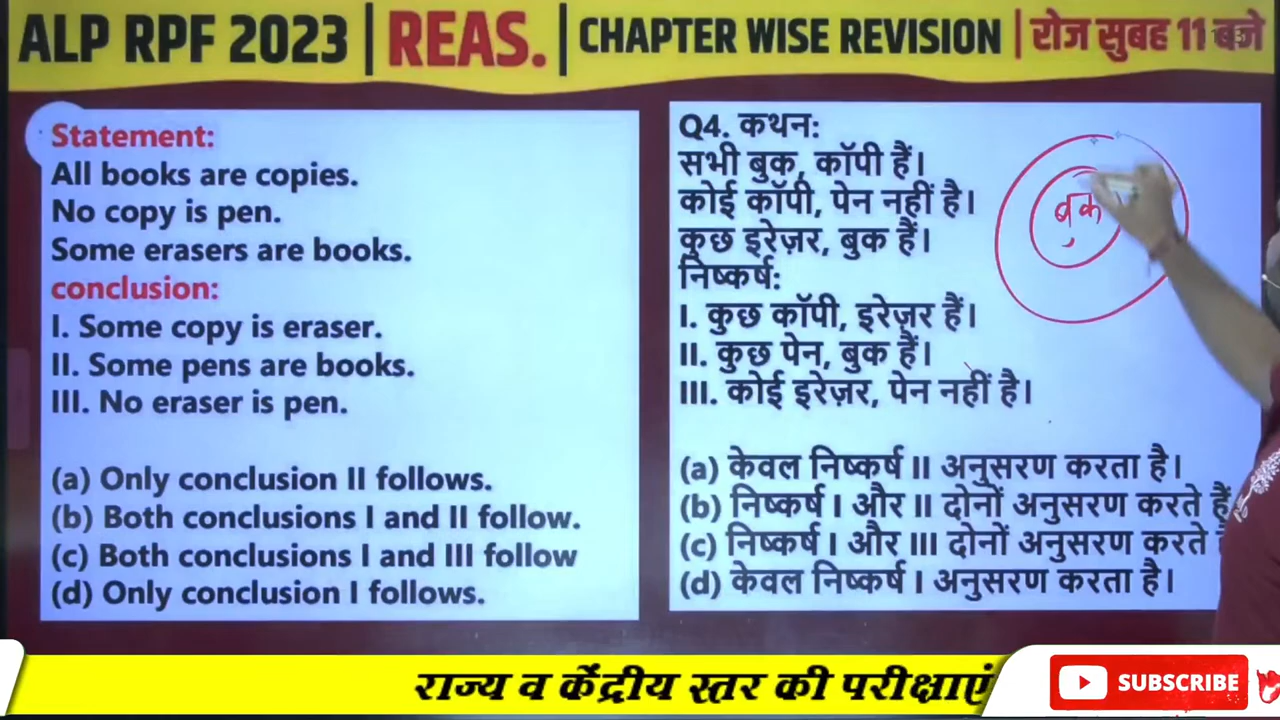 ALP RPF 2023 | REAS. | CHAPTER WISE REVISION | रोज सुबह 11 बजे
Statement:
All books are copies.
No copy is pen.
Some erasers are books.
conclusion:
I. Some copy is eraser.
II. Some pens are books.
III. No eraser is pen.
(a) Only conclusion II follows.
(b) Both conclusions I and II follow.
(c) Both conclusions I and III follow
(d) Only conclusion I follows.
Q4. कथन:
सभी बुक, कॉपी हैं।
कोई कॉपी, पेन नहीं है।
कुछ इरेज़र, बुक हैं।
निष्कर्ष:
I. कुछ कॉपी, इरेज़र हैं।
II. कुछ पेन, बुक हैं।
III. कोई इरेज़र, पेन नहीं है।
(a) केवल निष्कर्ष II अनुसरण करता है।
(b) निष्कर्ष I और II दोनों अनुसरण करते हैं
(c) निष्कर्ष I और III दोनों अनुसरण करते
(d) केवल निष्कर्ष I अनुसरण करता है।
बुक
राज्य व केंद्रीय स्तर की परीक्षाएं
SUBSCRIBE